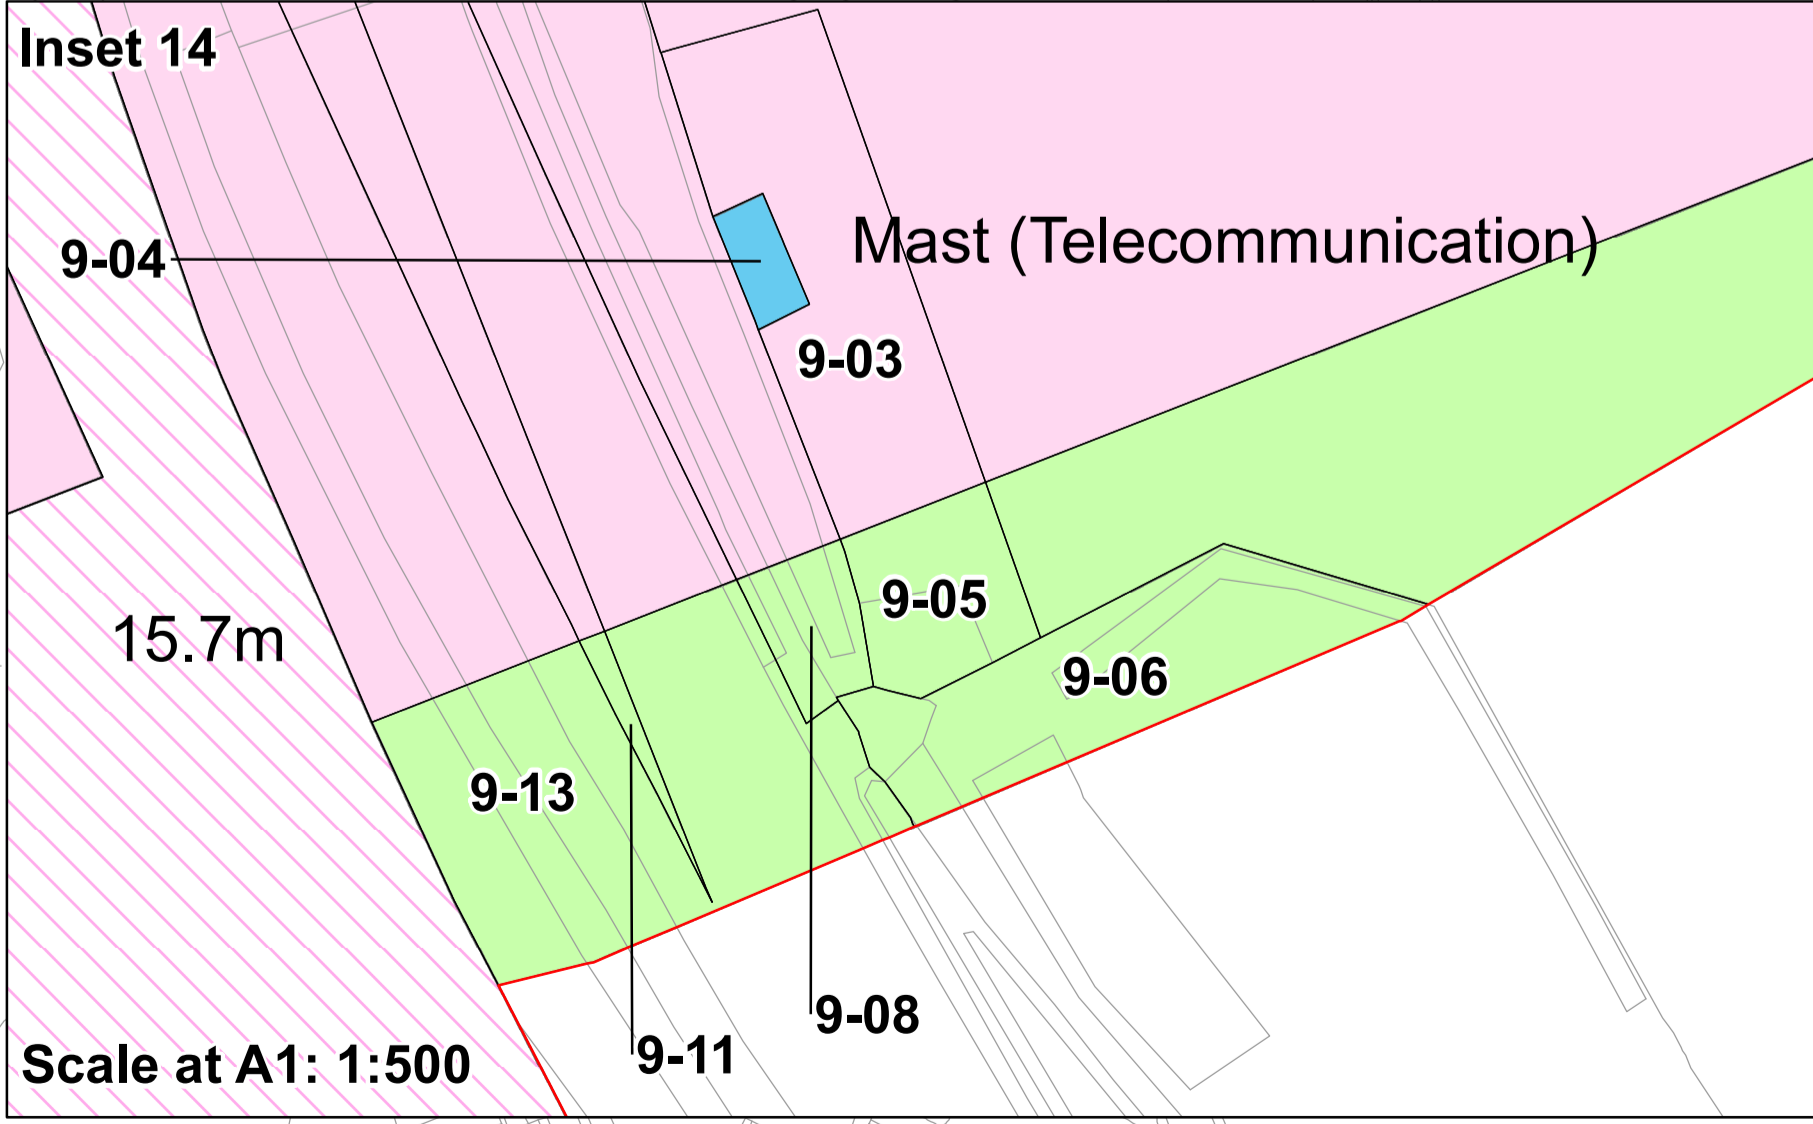 Inset 14
9-04
Mast (Telecommunication)
9-03
9-05
15.7m
9-06
9-13
9-08
9-11
Scale at A1: 1:500